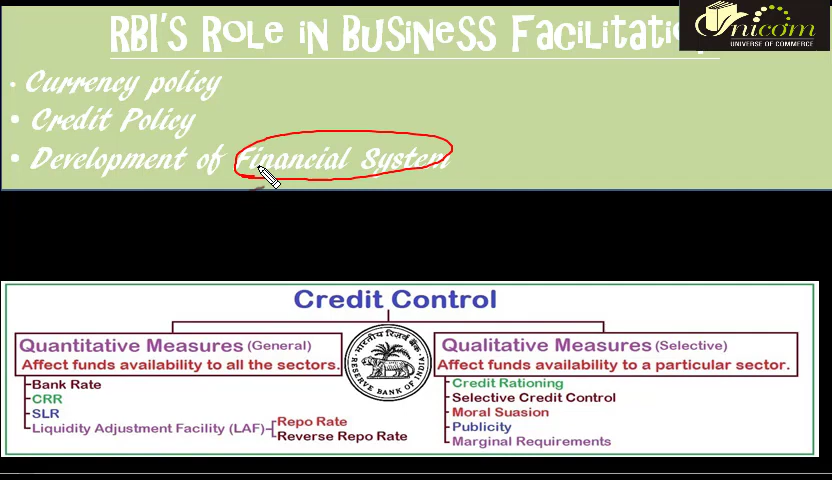 RBI'S ROLE IN BUSINESS FACILITATION
Unicom
UNIVERSE OF COMMERCE
• Currency policy
• Credit Policy
• Development of Financial System
Credit Control
Quantitative Measures (General)
Affect funds availability to all the sectors.
Bank Rate
CRR
SLR
Liquidity Adjustment Facility (LAF)
Repo Rate
Reverse Repo Rate
भारतीय रिज़र्व बैंक
RESERVE BANK OF INDIA
Qualitative Measures (Selective)
Affect funds availability to a particular sector.
Credit Rationing
Selective Credit Control
Moral Suasion
Publicity
Marginal Requirements